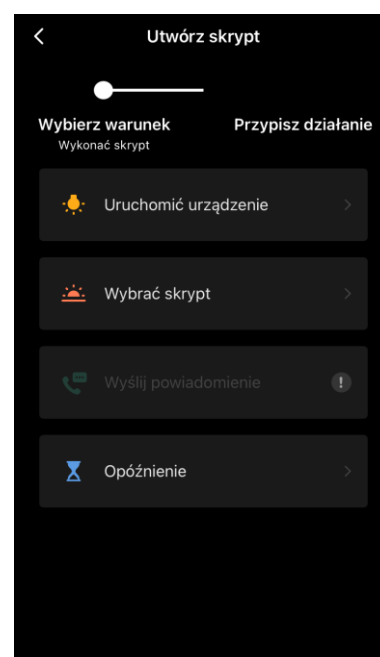 Utwórz skrypt
Wybierz warunek
Przypisz działanie
Wykonać skrypt
Uruchomić urządzenie
Wybrać skrypt
Wyślij powiadomienie
Opóźnienie